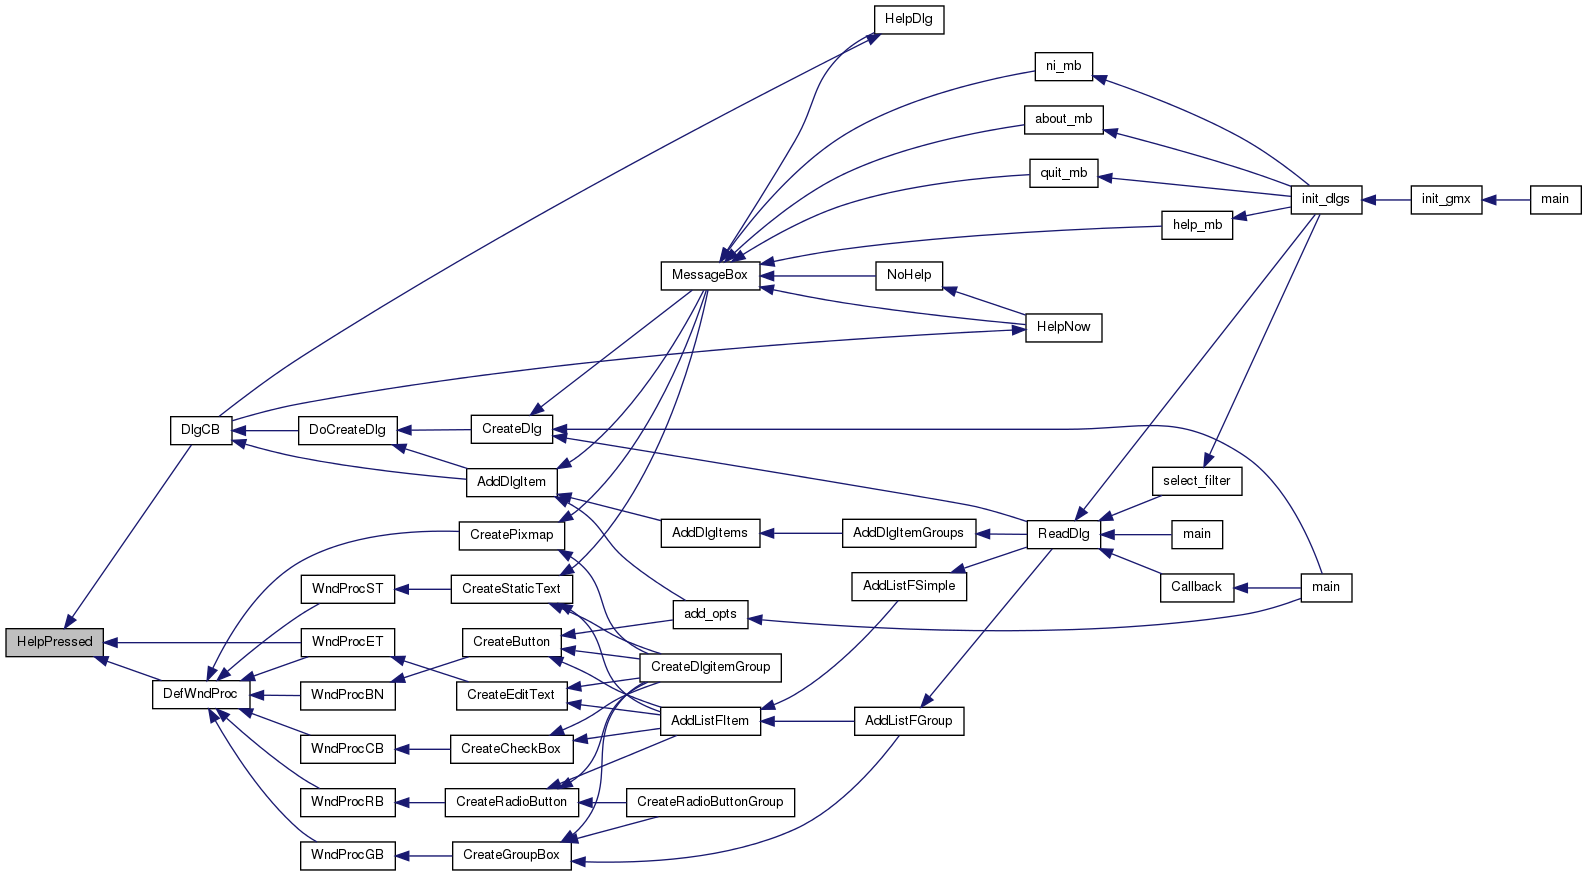 HelpDlg
ni_mb
about_mb
quit_mb
init_dlgs
init_gmx
main
help_mb
MessageBox
NoHelp
HelpNow
DlgCB
DoCreateDlg
CreateDlg
AddDlgItem
select_filter
CreatePixmap
AddDlgItems
AddDlgItemGroups
ReadDlg
main
WndProcST
CreateStaticText
AddListFSimple
Callback
main
add_opts
HelpPressed
WndProcET
CreateButton
CreateDlgitemGroup
DefWndProc
WndProcBN
CreateEditText
AddListFItem
AddListFGroup
WndProcCB
CreateCheckBox
WndProcRB
CreateRadioButton
CreateRadioButtonGroup
WndProcGB
CreateGroupBox